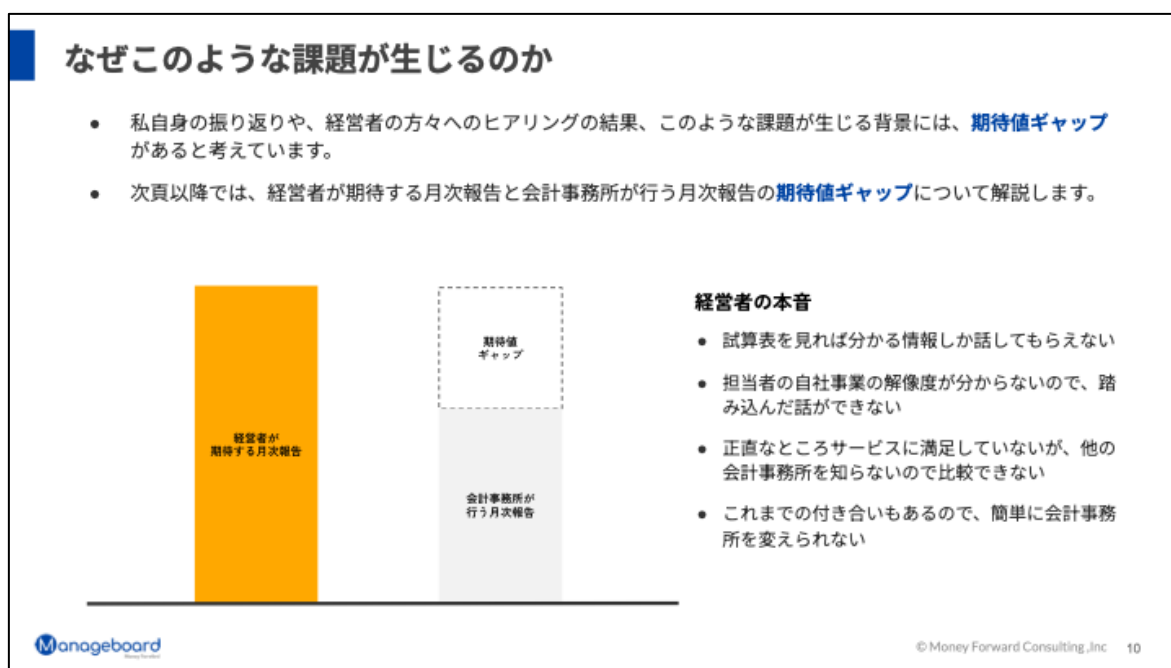 なぜこのような課題が生じるのか
● 私自身の振り返りや、経営者の方々へのヒアリングの結果、このような課題が生じる背景には、期待値ギャップ
があると考えています。
● 次頁以降では、経営者が期待する月次報告と会計事務所が行う月次報告の期待値ギャップについて解説します。
経営者が
期待する月次報告
期待値
ギャップ
会計事務所が
行う月次報告
経営者の本音
● 試算表を見れば分かる情報しか話してもらえない
● 担当者の自社事業の解像度が分からないので、踏
み込んだ話ができない
● 正直なところサービスに満足していないが、他の
会計事務所を知らないので比較できない
● これまでの付き合いもあるので、簡単に会計事務
所を変えられない
Manageboard
Money Forward
© Money Forward Consulting ,Inc 10